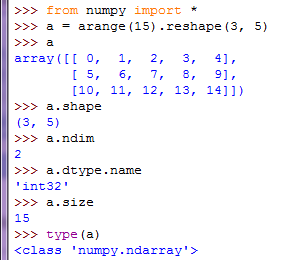 >>> from numpy import *
>>> a = arange(15).reshape(3, 5)
>>> a
array([[ 0,  1,  2,  3,  4],
       [ 5,  6,  7,  8,  9],
       [10, 11, 12, 13, 14]])
>>> a.shape
(3, 5)
>>> a.ndim
2
>>> a.dtype.name
'int32'
>>> a.size
15
>>> type(a)
<class 'numpy.ndarray'>